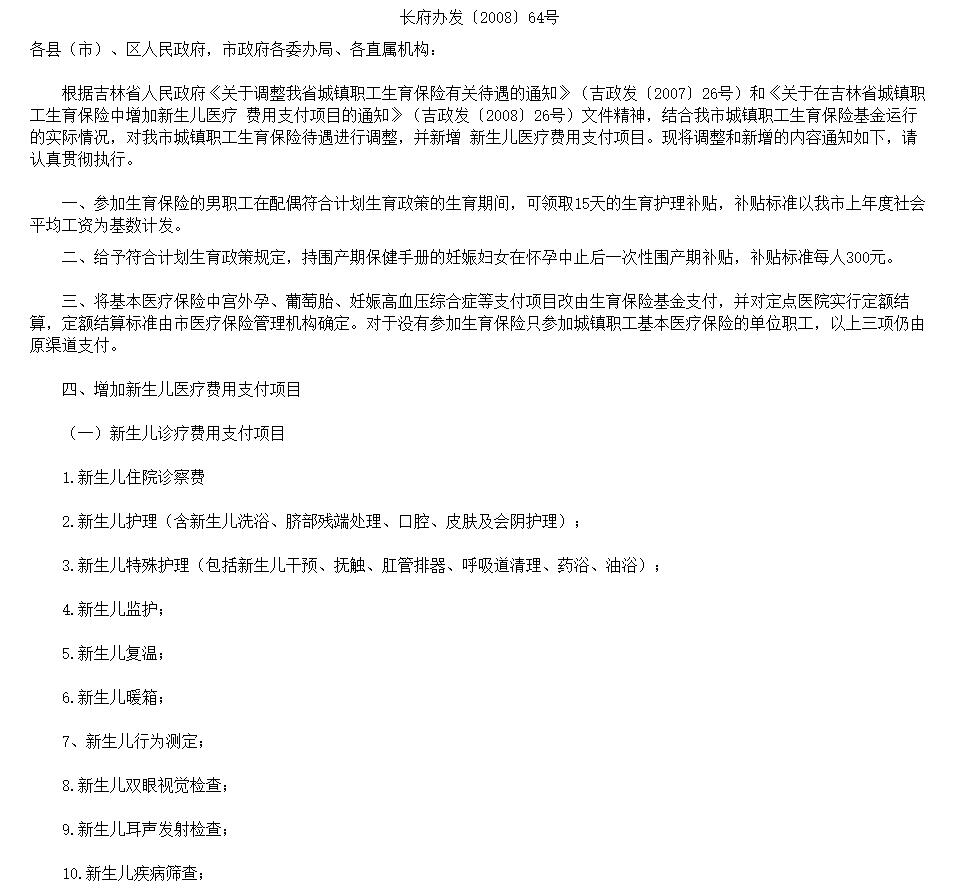 长府办发〔2008〕64号
各县（市）、区人民政府，市政府各委办局、各直属机构：
根据吉林省人民政府《关于调整我省城镇职工生育保险有关待遇的通知》（吉政发〔2007〕26号）和《关于在吉林省城镇职
工生育保险中增加新生儿医疗 费用支付项目的通知》（吉政发〔2008〕26号）文件精神，结合我市城镇职工生育保险基金运行
的实际情况，对我市城镇职工生育保险待遇进行调整，并新增 新生儿医疗费用支付项目。现将调整和新增的内容通知如下，请
认真贯彻执行。
一、参加生育保险的男职工在配偶符合计划生育政策的生育期间，可领取15天的生育护理补贴，补贴标准以我市上年度社会
平均工资为基数计发。
二、给予符合计划生育政策规定，持围产期保健手册的妊娠妇女在怀孕中止后一次性围产期补贴，补贴标准每人300元。
三、将基本医疗保险中宫外孕、葡萄胎、妊娠高血压综合症等支付项目改由生育保险基金支付，并对定点医院实行定额结
算，定额结算标准由市医疗保险管理机构确定。对于没有参加生育保险只参加城镇职工基本医疗保险的单位职工，以上三项仍由
原渠道支付。
四、增加新生儿医疗费用支付项目
（一）新生儿诊疗费用支付项目
1.新生儿住院诊察费
2.新生儿护理（含新生儿洗浴、脐部残端处理、口腔、皮肤及会阴护理）；
3.新生儿特殊护理（包括新生儿干预、抚触、肛管排器、呼吸道清理、药浴、油浴）；
4.新生儿监护；
5.新生儿复温；
6.新生儿暖箱；
7、新生儿行为测定；
8.新生儿双眼视觉检查；
9.新生儿耳声发射检查；
10.新生儿疾病筛查；